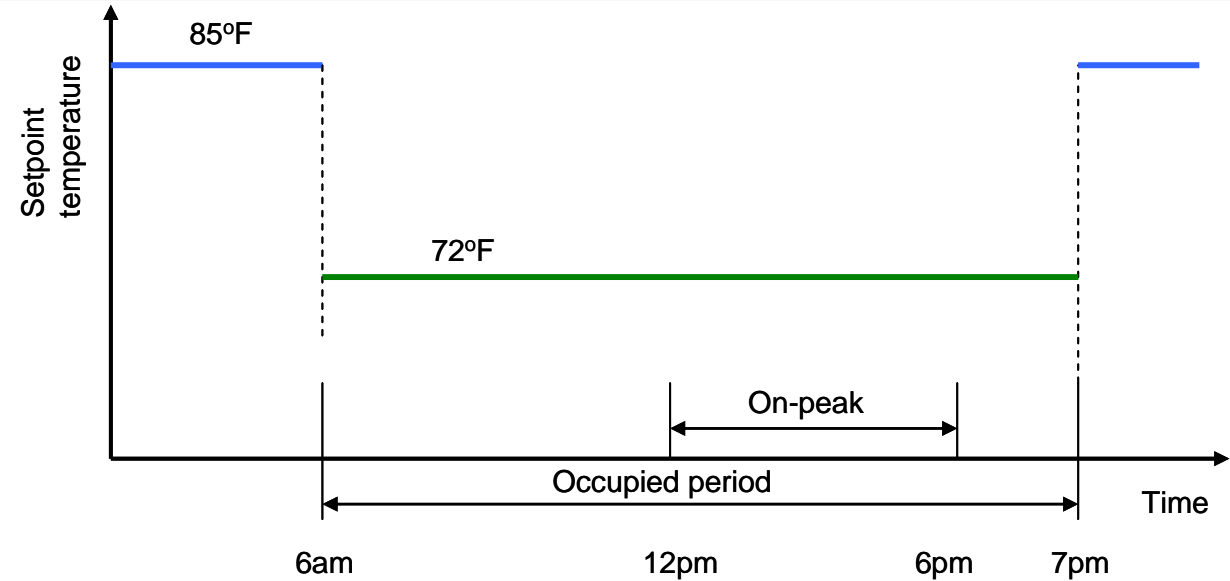 85ºF
Setpoint
temperature
72ºF
On-peak
Occupied period
Time
6am
12pm
6pm
7pm